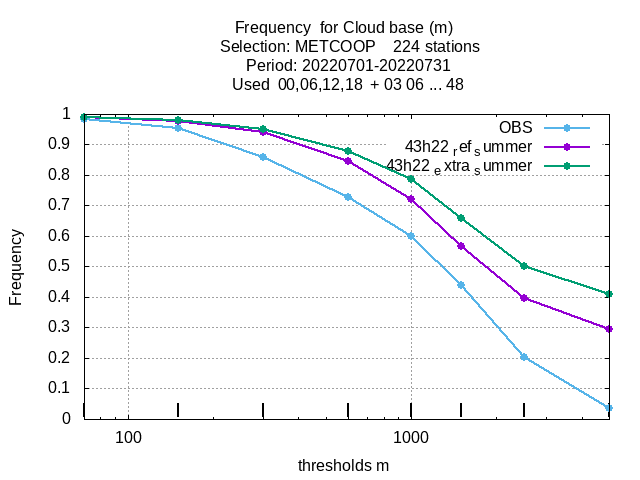 Frequency  for Cloud base (m)
Selection: METCOOP    224 stations
Period: 20220701-20220731
Used  00,06,12,18  + 03 06 ... 48
OBS
43h22 ref summer
43h22 extra summer
Frequency
1
0.9
0.8
0.7
0.6
0.5
0.4
0.3
0.2
0.1
0
100
1000
thresholds m